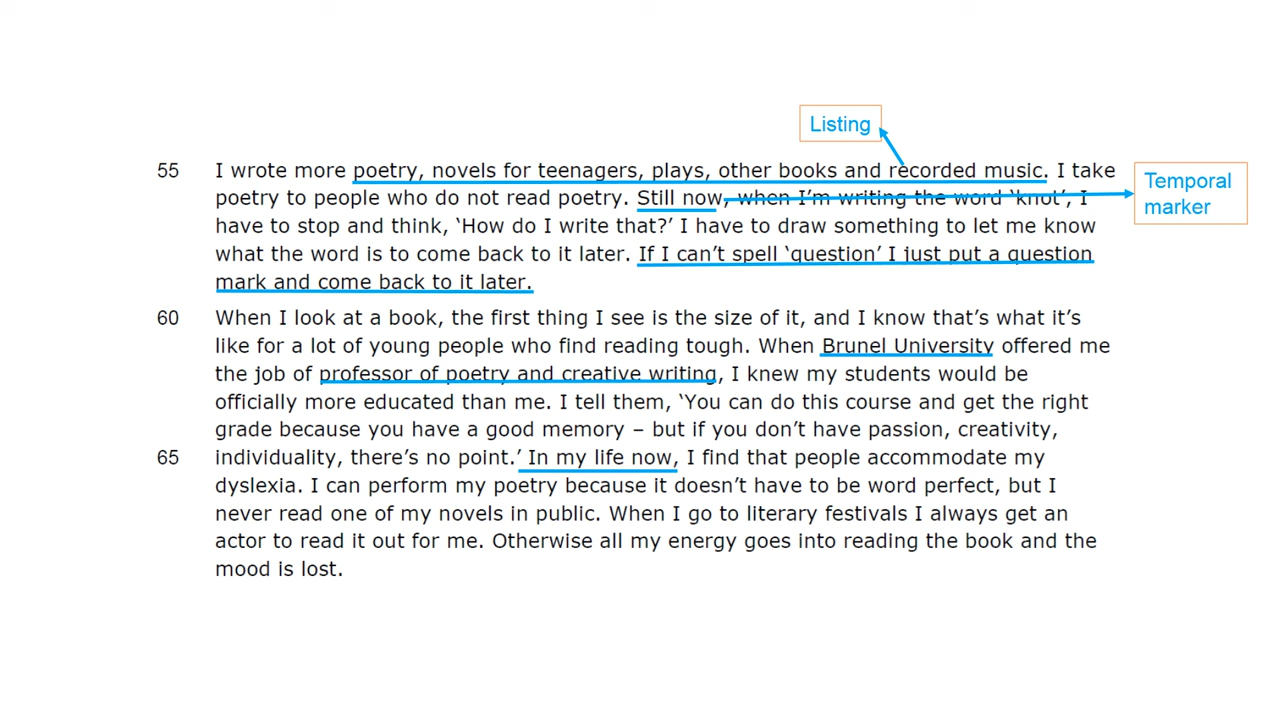 Listing
55 I wrote more poetry, novels for teenagers, plays, other books and recorded music. I take
Temporal
marker
poetry to people who do not read poetry. Still now, when I’m writing the word ‘knot’, I
have to stop and think, ‘How do I write that?’ I have to draw something to let me know
what the word is to come back to it later. If I can’t spell ‘question’ I just put a question
mark and come back to it later.
60 When I look at a book, the first thing I see is the size of it, and I know that’s what it’s
like for a lot of young people who find reading tough. When Brunel University offered me
the job of professor of poetry and creative writing, I knew my students would be
officially more educated than me. I tell them, ‘You can do this course and get the right
grade because you have a good memory – but if you don’t have passion, creativity,
65 individuality, there’s no point.’ In my life now, I find that people accommodate my
dyslexia. I can perform my poetry because it doesn’t have to be word perfect, but I
never read one of my novels in public. When I go to literary festivals I always get an
actor to read it out for me. Otherwise all my energy goes into reading the book and the
mood is lost.